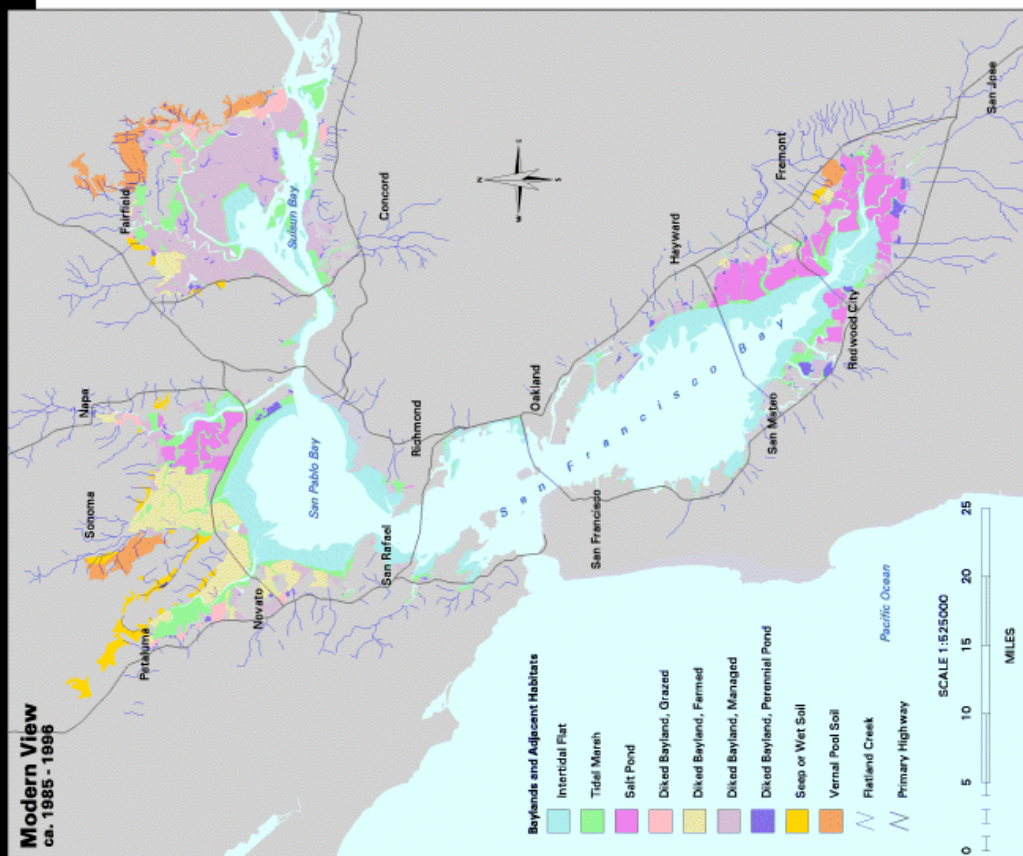 Modern View
ca. 1985 - 1996
Fairfield
Suisun Bay
Concord
Napa
Sonoma
Petaluma
Novato
San Pablo Bay
San Rafael
Richmond
Oakland
San Francisco
San Francisco Bay
Hayward
Fremont
San Jose
San Mateo
Redwood City
Pacific Ocean
N
E
S
W
Baylands and Adjacent Habitats
Intertidal Flat
Tidal Marsh
Salt Pond
Diked Bayland, Grazed
Diked Bayland, Farmed
Diked Bayland, Managed
Diked Bayland, Perennial Pond
Seep or Wet Soil
Vernal Pool Soil
Flatland Creek
Primary Highway
SCALE 1:525000
0 5 10 15 20 25
MILES